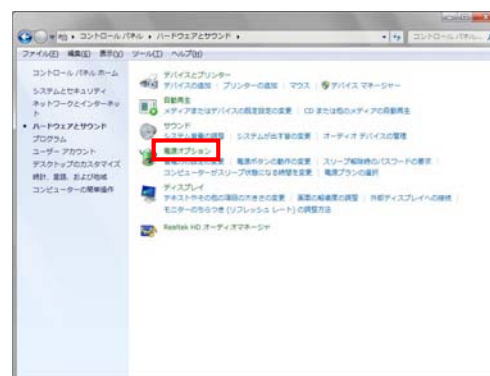 コントロール パネル ▸ ハードウェアとサウンド ▸
コントロール パネル
ファイル(F) 編集(E) 表示(V) ツール(T) ヘルプ(H)
コントロール パネル ホーム
システムとセキュリティ
ネットワークとインターネット
ハードウェアとサウンド
プログラム
ユーザー アカウント
デスクトップのカスタマイズ
時計、言語、および地域
コンピューターの簡単操作
デバイスとプリンター
デバイスの追加 プリンターの追加 マウス デバイス マネージャー
自動再生
メディアまたはデバイスの既定設定の変更 CD または他のメディアの自動再生
サウンド
システム音量の調整 システムが出す音の変更 オーディオ デバイスの管理
電源オプション
電源ボタンの動作の変更 スリープ解除時のパスワードの要求
コンピューターがスリープ状態になる時間を変更 電源プランの選択
ディスプレイ
テキストやその他の項目の大きさの変更 画面の解像度の調整 外部ディスプレイへの接続
モニターのちらつき (リフレッシュ レート) の調整方法
Realtek HD オーディオマネージャ